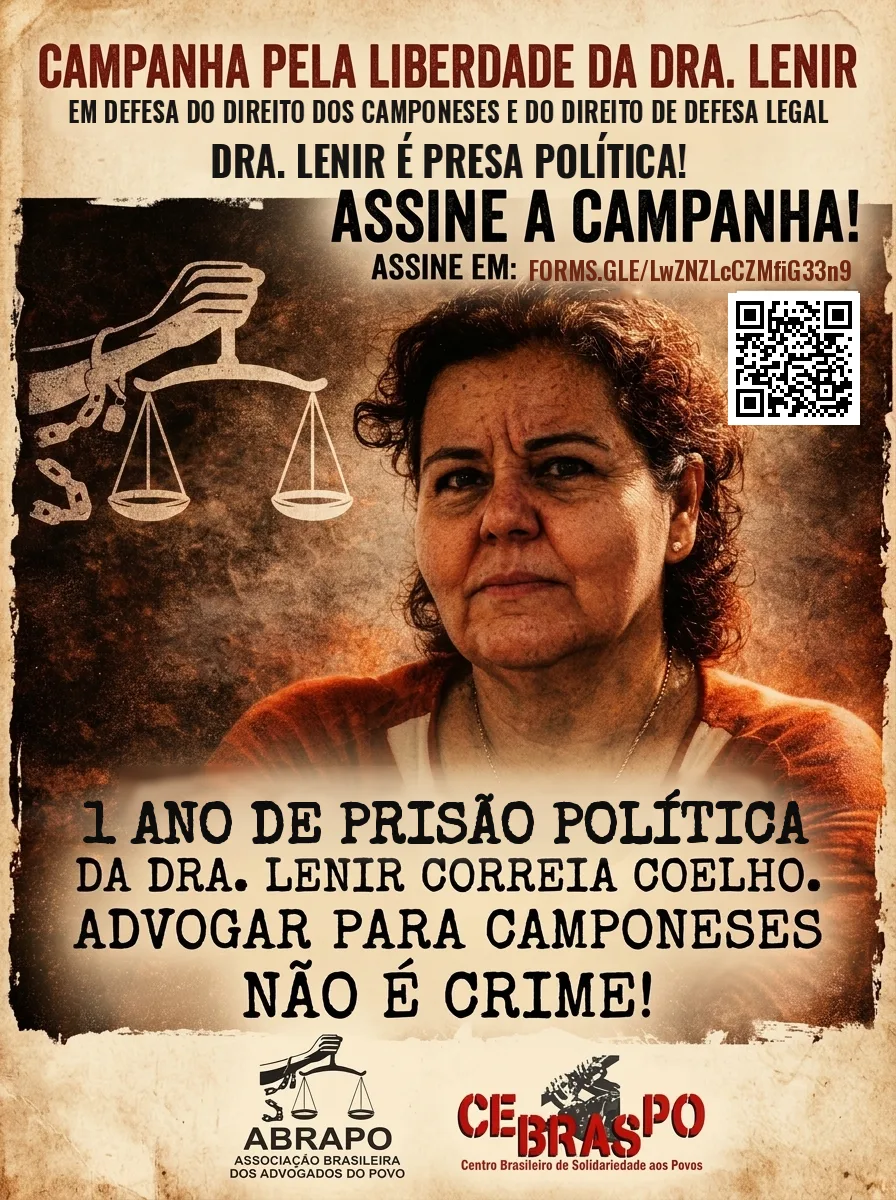 CAMPANHA PELA LIBERDADE DA DRA. LENIR
EM DEFESA DO DIREITO DOS CAMPONESES E DO DIREITO DE DEFESA LEGAL
DRA. LENIR É PRESA POLÍTICA!
ASSINE A CAMPANHA!
ASSINE EM: FORMS.GLE/LwZNZLcCZMfiG33n9
1 ANO DE PRISÃO POLÍTICA
DA DRA. LENIR CORREIA COELHO.
ADVOGAR PARA CAMPONESES
NÃO É CRIME!
ABRAPO
ASSOCIAÇÃO BRASILEIRA
DOS ADVOGADOS DO POVO
CEBRASPO
Centro Brasileiro de Solidariedade aos Povos